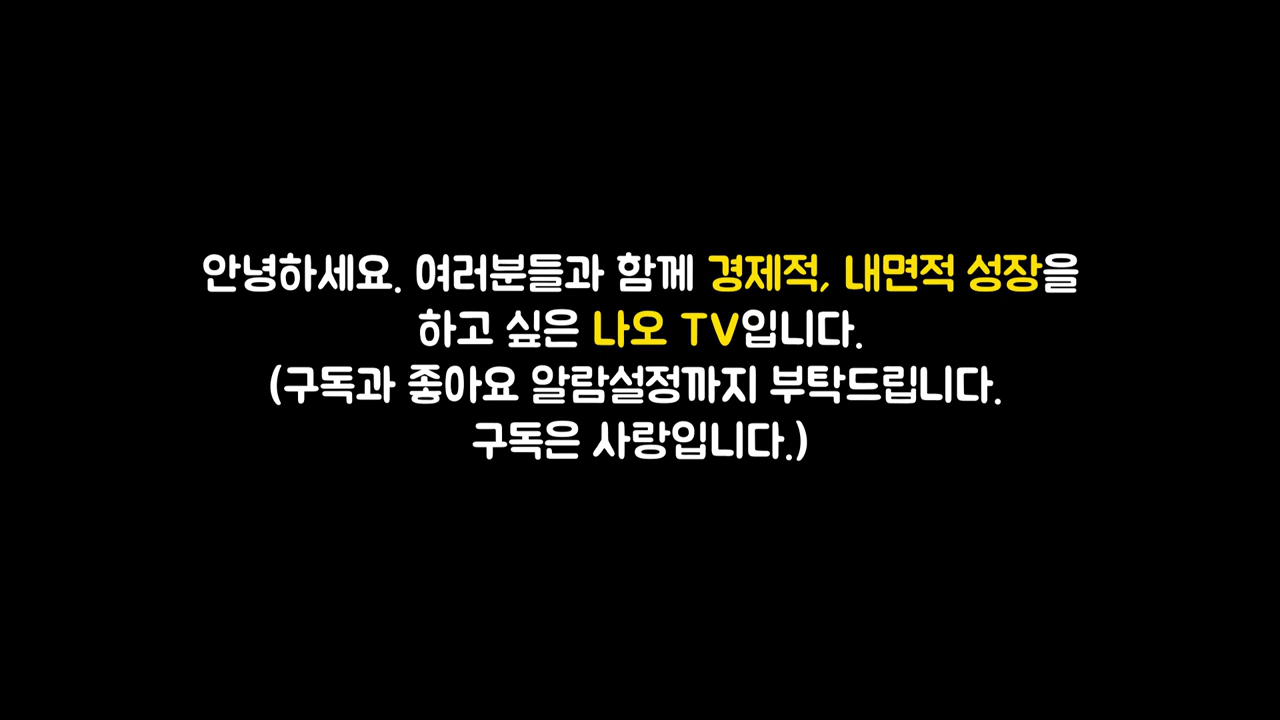 안녕하세요. 여러분들과 함께 경제적, 내면적 성장을
하고 싶은 나오 TV입니다.
(구독과 좋아요 알람설정까지 부탁드립니다.
구독은 사랑입니다.)